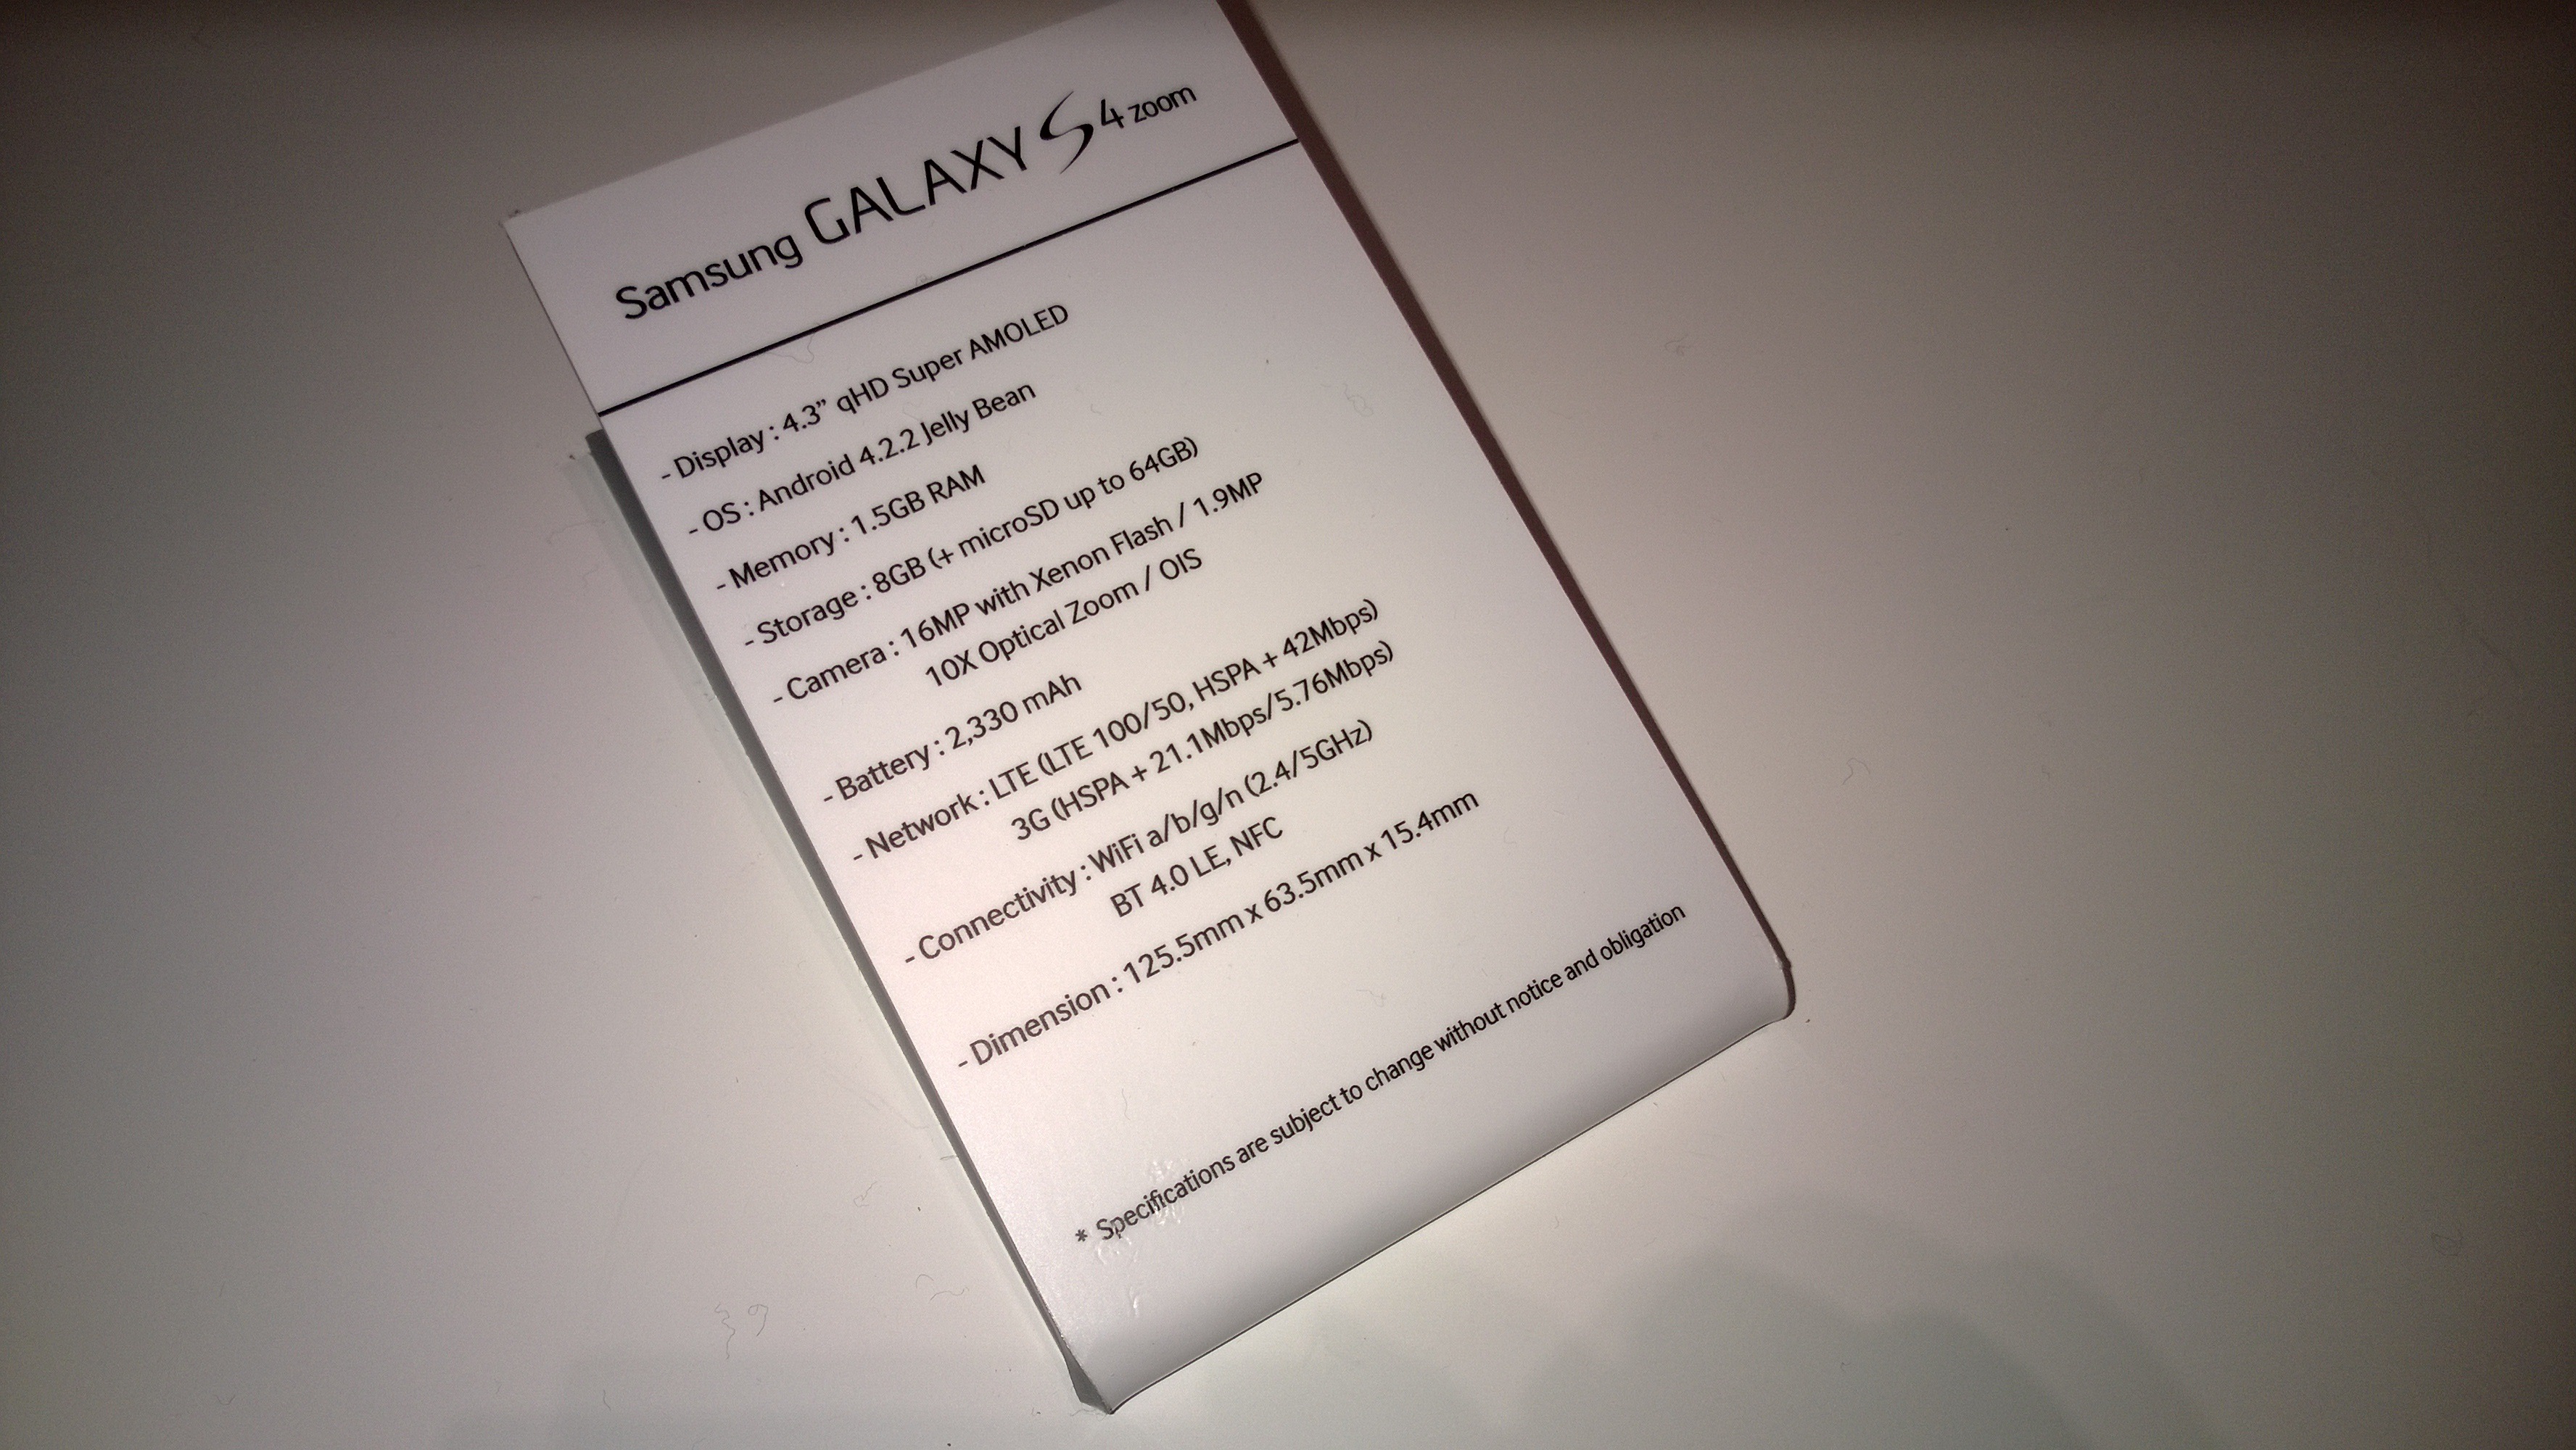 Samsung GALAXY S4 zoom
- Display : 4.3” qHD Super AMOLED
- OS : Android 4.2.2 Jelly Bean
- Memory : 1.5GB RAM
- Storage : 8GB (+ microSD up to 64GB)
- Camera : 16MP with Xenon Flash / 1.9MP
10X Optical Zoom / OIS
- Battery : 2,330 mAh
- Network : LTE (LTE 100/50, HSPA + 42Mbps)
3G (HSPA + 21.1Mbps/5.76Mbps)
- Connectivity : WiFi a/b/g/n (2.4/5GHz)
BT 4.0 LE, NFC
- Dimension : 125.5mm x 63.5mm x 15.4mm
* Specifications are subject to change without notice and obligation